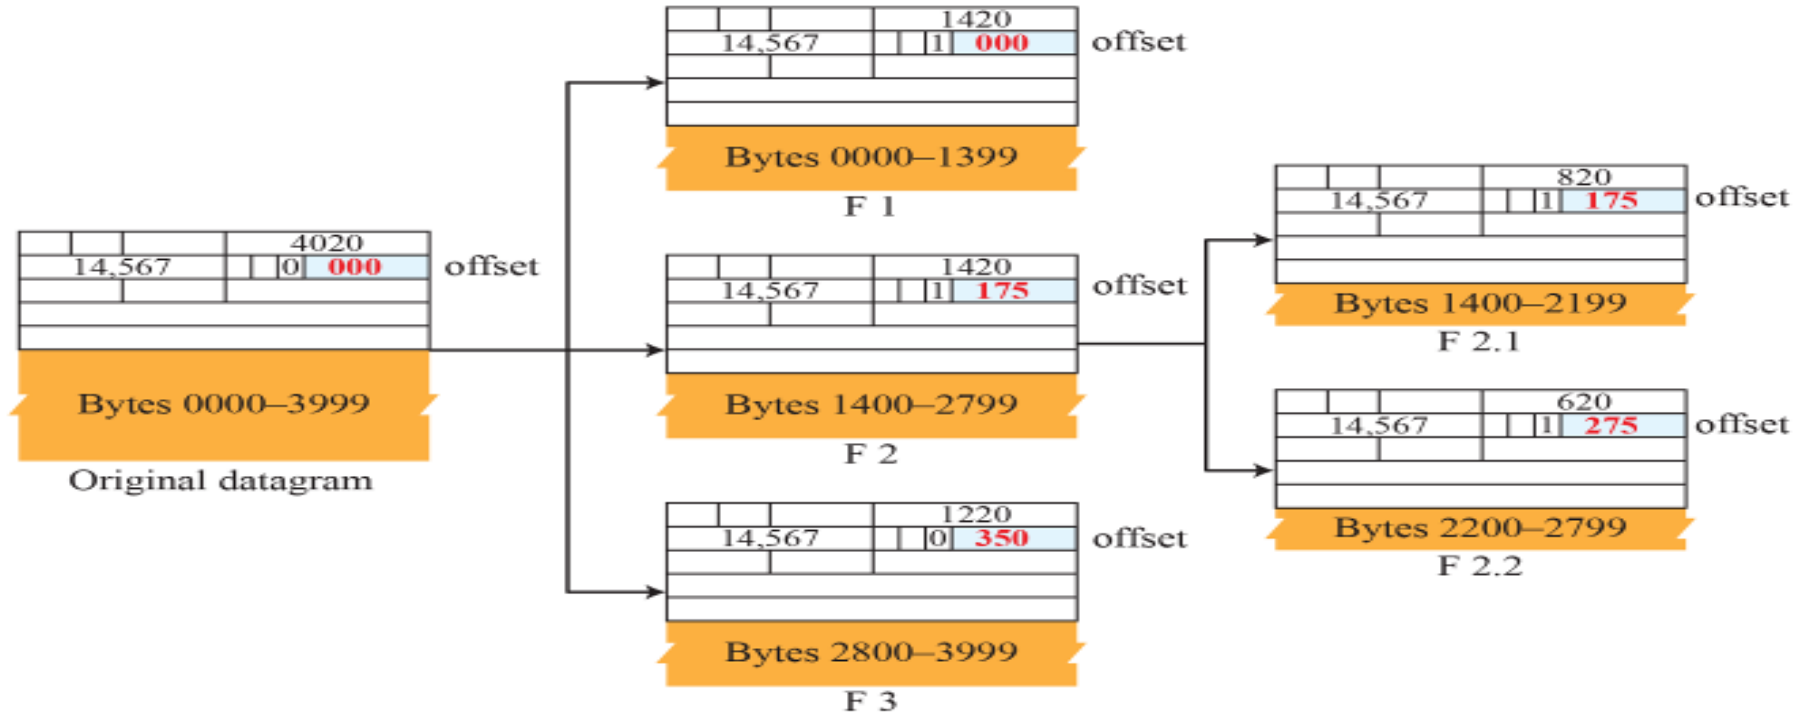 4020
14,567 0 000 offset
Bytes 0000–3999
Original datagram
1420
14,567 1 000 offset
Bytes 0000–1399
F 1
1420
14,567 1 175 offset
Bytes 1400–2799
F 2
1220
14,567 0 350 offset
Bytes 2800–3999
F 3
820
14,567 1 175 offset
Bytes 1400–2199
F 2.1
620
14,567 1 275 offset
Bytes 2200–2799
F 2.2